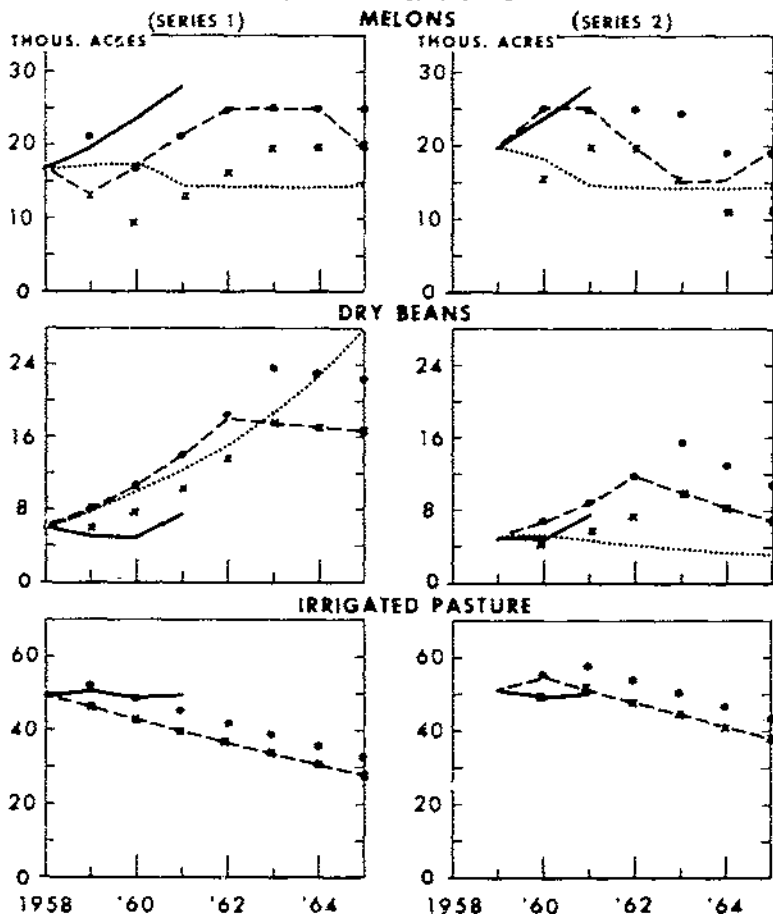 (SERIES 1) MELONS (SERIES 2)
THOUS. ACRES THOUS. ACRES
30 30
20 20
10 10
0 0
DRY BEANS
24 24
16 16
8 8
0 0
IRRIGATED PASTURE
60 60
40 40
20 20
0 0
1958 '60 '62 '64 1958 '60 '62 '64